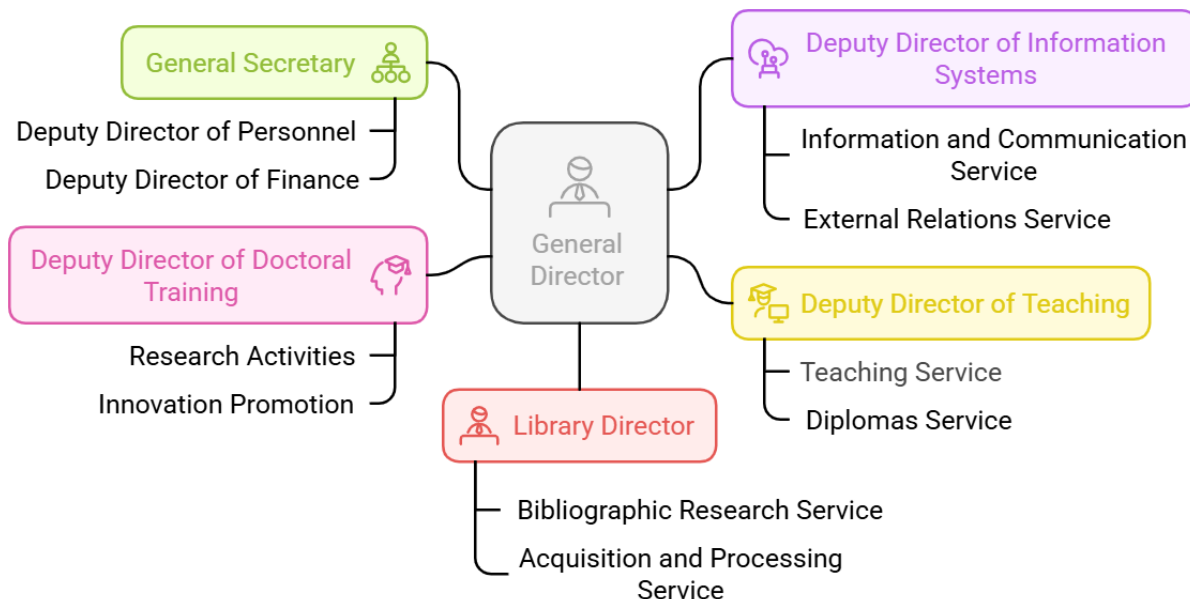 General Secretary
Deputy Director of Personnel
Deputy Director of Finance
Deputy Director of Doctoral
Training
Research Activities
Innovation Promotion
General
Director
Library Director
Bibliographic Research Service
Acquisition and Processing
Service
Deputy Director of Information
Systems
Information and Communication
Service
External Relations Service
Deputy Director of Teaching
Teaching Service
Diplomas Service